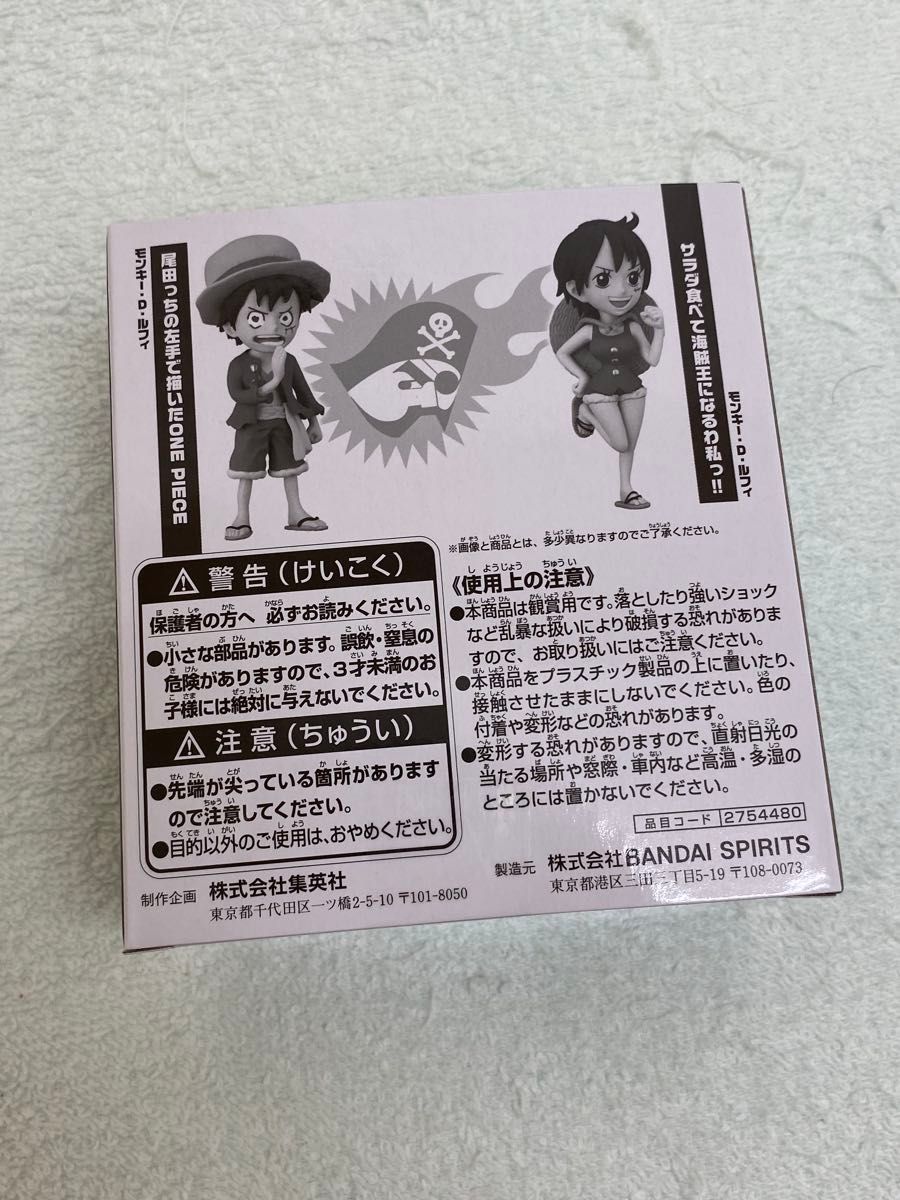 モンキー・D・ルフィ
尾田っちの左手で描いたONE PIECE
サラダ食べて海賊王になるわ私っ!!
モンキー・D・ルフィ
※画像と商品とは、多少異なりますのでご了承ください。
警告(けいこく)
保護者の方へ 必ずお読みください。
●小さな部品があります。誤飲・窒息の
危険がありますので、3才未満のお
子様には絶対に与えないでください。
注意(ちゅうい)
●先端が尖っている箇所があります
ので注意してください。
●目的以外のご使用は、おやめください。
《使用上の注意》
●本商品は観賞用です。落としたり強いショック
など乱暴な扱いにより破損する恐れがありま
すので、お取り扱いにはご注意ください。
●本商品をプラスチック製品の上に置いたり、
接触させたままにしないでください。色の
付着や変形などの恐れがあります。
●変形する恐れがありますので、直射日光の
当たる場所や窓際・車内など高温・多湿の
ところには置かないでください。
品目コード 2754480
制作企画 株式会社集英社
東京都千代田区一ツ橋2-5-10 〒101-8050
製造元 株式会社BANDAI SPIRITS
東京都港区三田三丁目5-19 〒108-0073